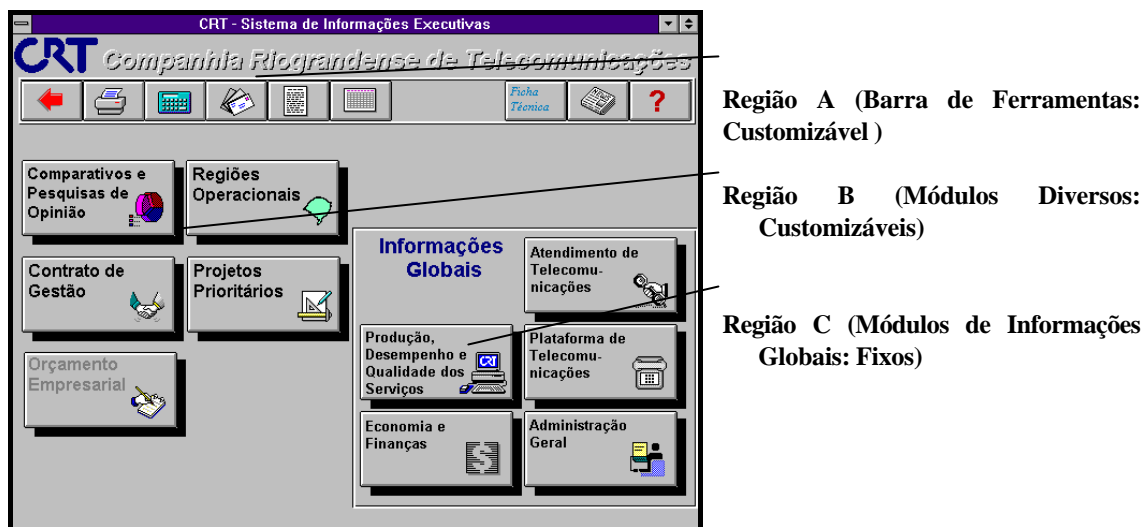 CRT - Sistema de Informações Executivas
CRT Companhia Riograndense de Telecomunicações
Ficha
Técnica
?
Comparativos e
Pesquisas de
Opinião
Regiões
Operacionais
Contrato de
Gestão
Projetos
Prioritários
Orçamento
Empresarial
Informações
Globais
Atendimento de
Telecomu-
nicações
Produção,
Desempenho e
Qualidade dos
Serviços
CRT
Plataforma de
Telecomu-
nicações
Economia e
Finanças
$
Administração
Geral
Região A (Barra de Ferramentas:
Customizável )
Região B (Módulos Diversos:
Customizáveis)
Região C (Módulos de Informações
Globais: Fixos)